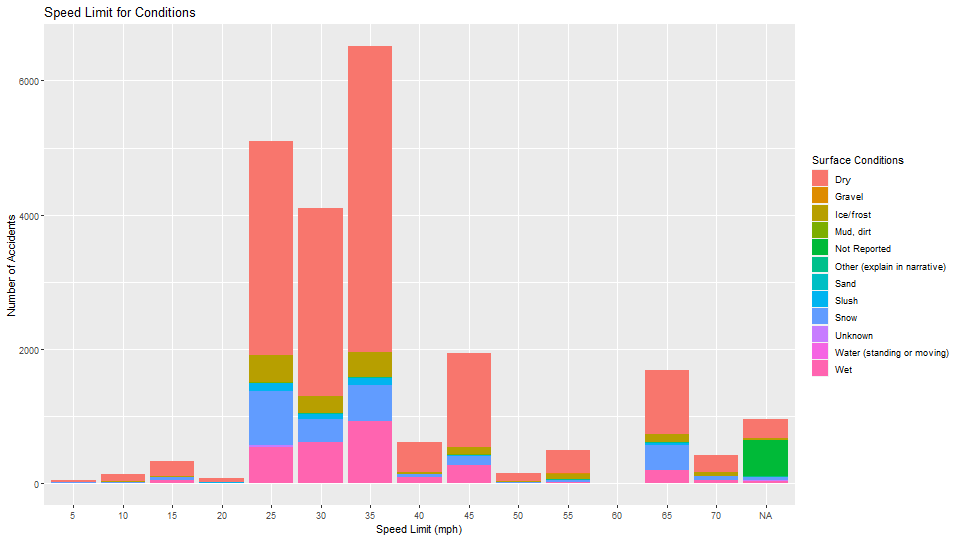 Speed Limit for Conditions
Number of Accidents
6000
4000
2000
0
5 10 15 20 25 30 35 40 45 50 55 60 65 70 NA
Speed Limit (mph)
Surface Conditions
Dry
Gravel
Ice/frost
Mud, dirt
Not Reported
Other (explain in narrative)
Sand
Slush
Snow
Unknown
Water (standing or moving)
Wet